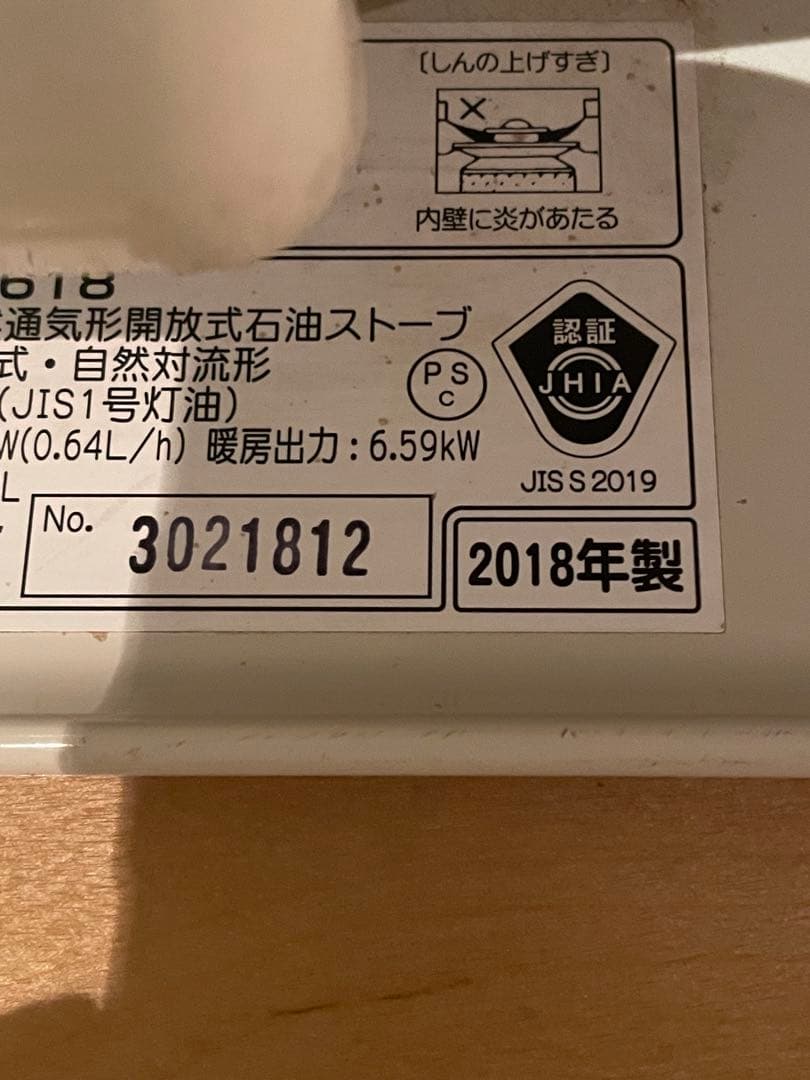 〔しんの上げすぎ〕
内壁に炎があたる
618
通気形開放式石油ストーブ
式・自然対流形
(JIS1号灯油)
W(0.64L/h) 暖房出力：6.59kW
L
PS
C
認証
JHIA
JIS S 2019
No. 3021812
2018年製